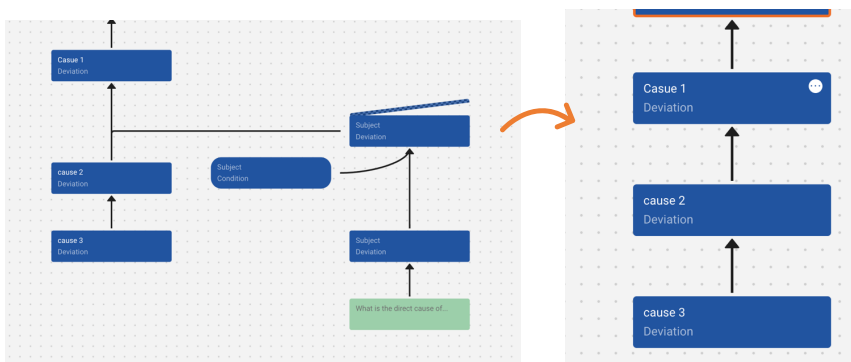 Casue 1
Deviation
Subject
Deviation
cause 2
Deviation
Subject
Condition
cause 3
Deviation
Subject
Deviation
What is the direct cause of...
Casue 1
Deviation
cause 2
Deviation
cause 3
Deviation